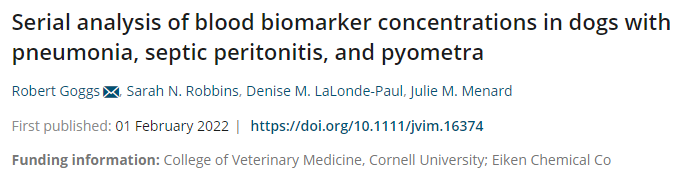 Serial analysis of blood biomarker concentrations in dogs with
pneumonia, septic peritonitis, and pyometra
Robert Goggs, Sarah N. Robbins, Denise M. LaLonde-Paul, Julie M. Menard
First published: 01 February 2022 | https://doi.org/10.1111/jvim.16374
Funding information: College of Veterinary Medicine, Cornell University; Eiken Chemical Co